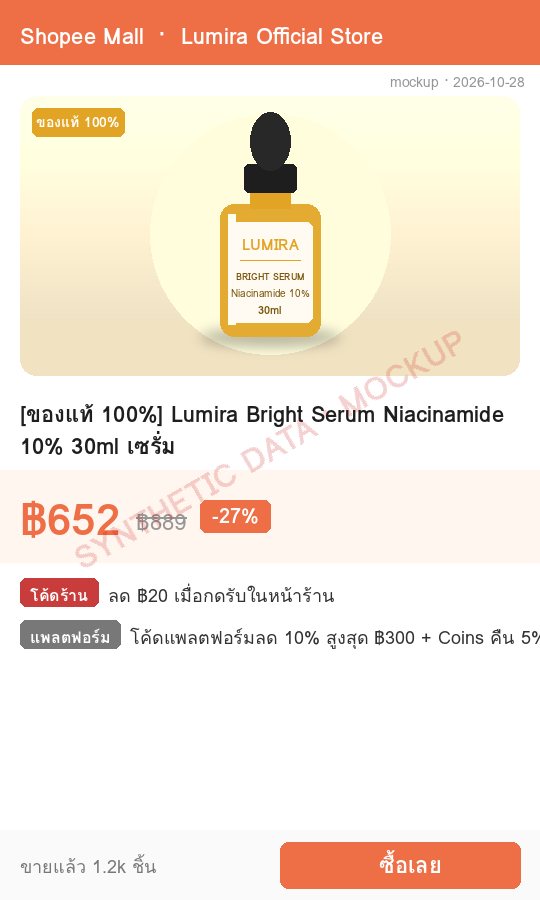 Shopee Mall · Lumira Official Store
mockup · 2026-10-28
ของแท้ 100%
LUMIRA
BRIGHT SERUM
Niacinamide 10%
30ml
[ของแท้ 100%] Lumira Bright Serum Niacinamide
10% 30ml เซรั่ม
SYNTHETIC DATA · MOCKUP
฿652 ฿889 -27%
โค้ดร้าน ลด ฿20 เมื่อกดรับในหน้าร้าน
แพลตฟอร์ม โค้ดแพลตฟอร์มลด 10% สูงสุด ฿300 + Coins คืน 5%
ขายแล้ว 1.2k ชิ้น ซื้อเลย